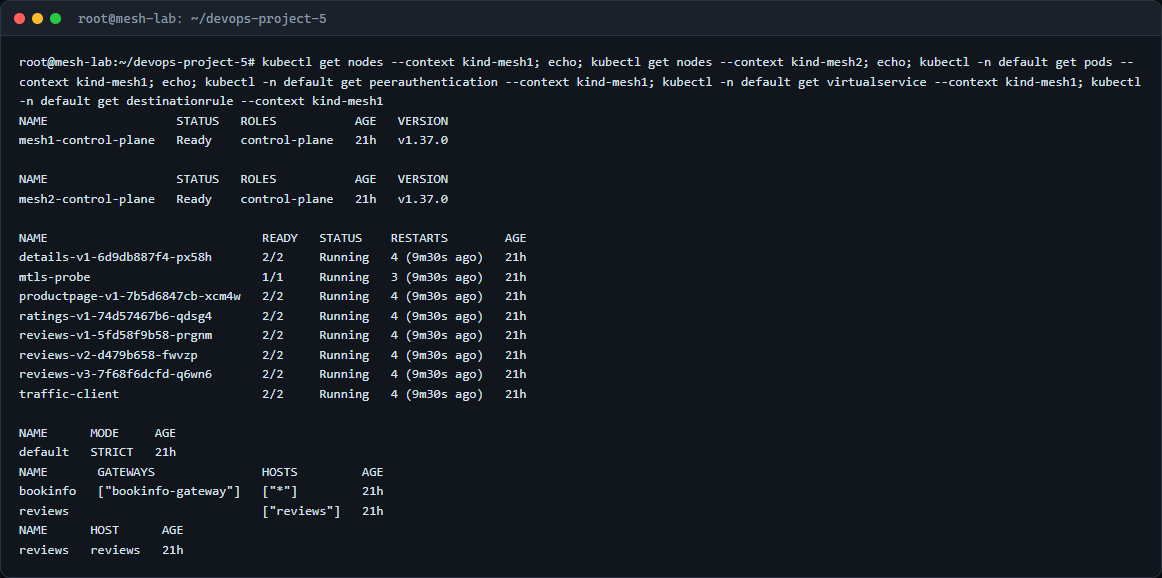 root@mesh-lab: ~/devops-project-5
root@mesh-lab:~/devops-project-5# kubectl get nodes --context kind-mesh1; echo; kubectl get nodes --context kind-mesh2; echo; kubectl -n default get pods --
context kind-mesh1; echo; kubectl -n default get peerauthentication --context kind-mesh1; kubectl -n default get virtualservice --context kind-mesh1; kubectl
-n default get destinationrule --context kind-mesh1
NAME                  STATUS   ROLES           AGE   VERSION
mesh1-control-plane   Ready    control-plane   21h   v1.37.0

NAME                  STATUS   ROLES           AGE   VERSION
mesh2-control-plane   Ready    control-plane   21h   v1.37.0

NAME                              READY   STATUS    RESTARTS        AGE
details-v1-6d9db887f4-px58h       2/2     Running   4 (9m30s ago)   21h
mtls-probe                        1/1     Running   3 (9m30s ago)   21h
productpage-v1-7b5d6847cb-xcm4w   2/2     Running   4 (9m30s ago)   21h
ratings-v1-74d57467b6-qdsg4       2/2     Running   4 (9m30s ago)   21h
reviews-v1-5fd58f9b58-prgnm       2/2     Running   4 (9m30s ago)   21h
reviews-v2-d479b658-fwvzp         2/2     Running   4 (9m30s ago)   21h
reviews-v3-7f68f6dcfd-q6wn6       2/2     Running   4 (9m30s ago)   21h
traffic-client                    2/2     Running   4 (9m30s ago)   21h

NAME      MODE     AGE
default   STRICT   21h
NAME       GATEWAYS               HOSTS         AGE
bookinfo   ["bookinfo-gateway"]   ["*"]         21h
reviews                           ["reviews"]   21h
NAME      HOST      AGE
reviews   reviews   21h